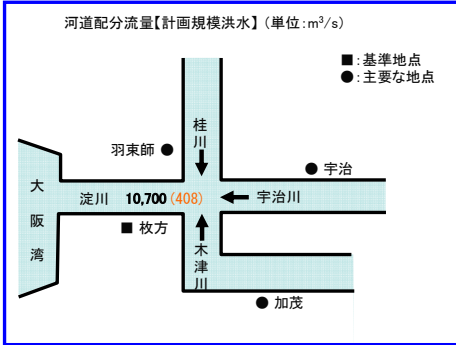 河道配分流量【計画規模洪水】(単位:m³/s)
■:基準地点
●:主要な地点
桂川
羽束師 ●
● 宇治
大阪湾
淀川 10,700 (408)
宇治川
■ 枚方
木津川
● 加茂